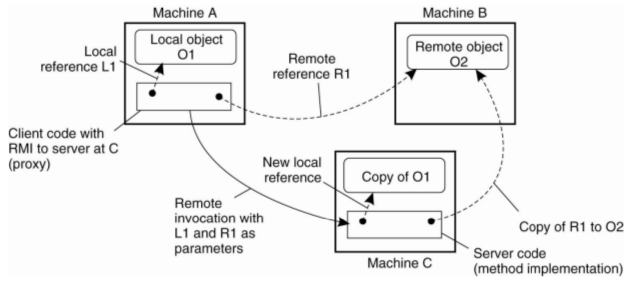 Machine A
Machine B
Local object
O1
Local
reference L1
Remote
reference R1
Remote object
O2
Client code with
RMI to server at C
(proxy)
New local
reference
Copy of O1
Remote
invocation with
L1 and R1 as
parameters
Copy of R1 to O2
Server code
(method implementation)
Machine C